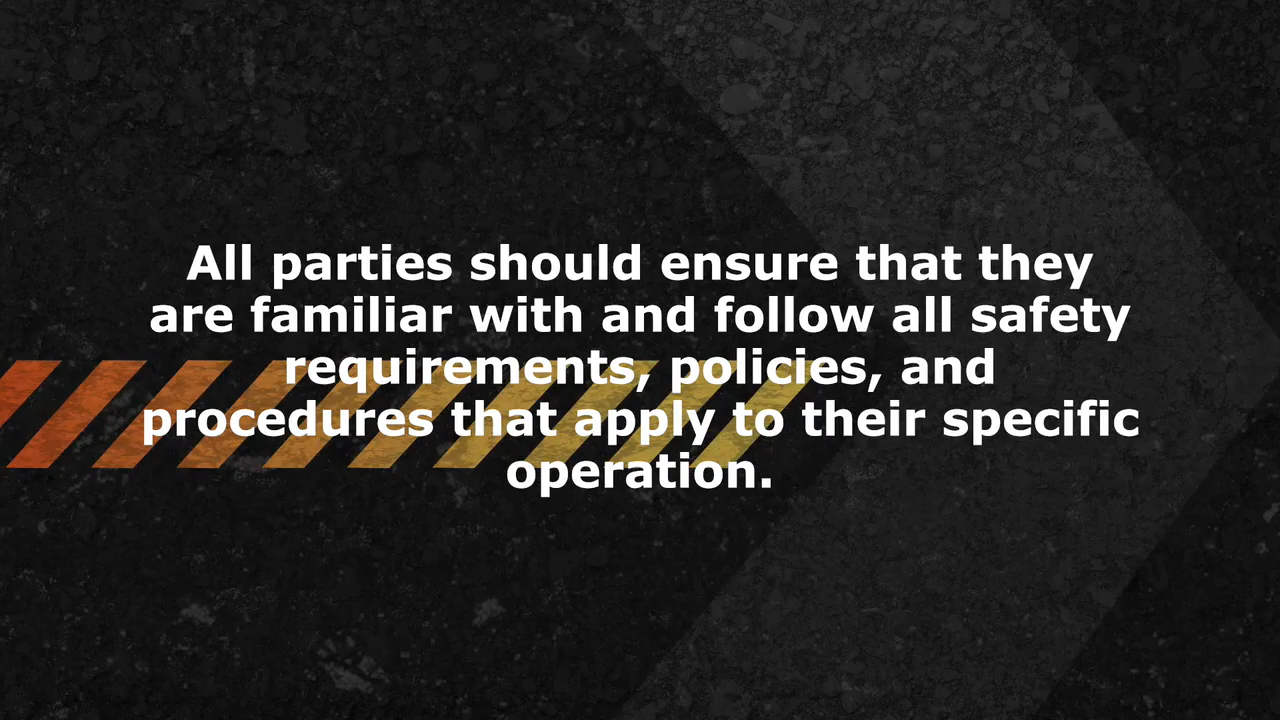 All parties should ensure that they
are familiar with and follow all safety
requirements, policies, and
procedures that apply to their specific
operation.